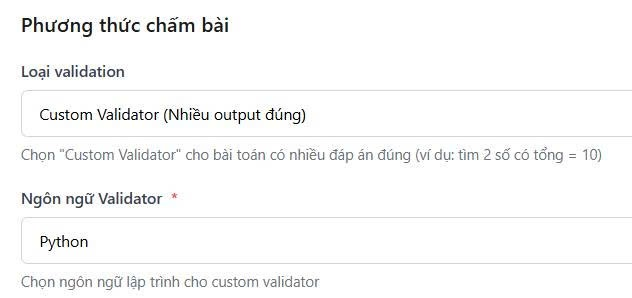 Phương thức chấm bài
Loại validation
Custom Validator (Nhiều output đúng)
Chọn "Custom Validator" cho bài toán có nhiều đáp án đúng (ví dụ: tìm 2 số có tổng = 10)
Ngôn ngữ Validator *
Python
Chọn ngôn ngữ lập trình cho custom validator